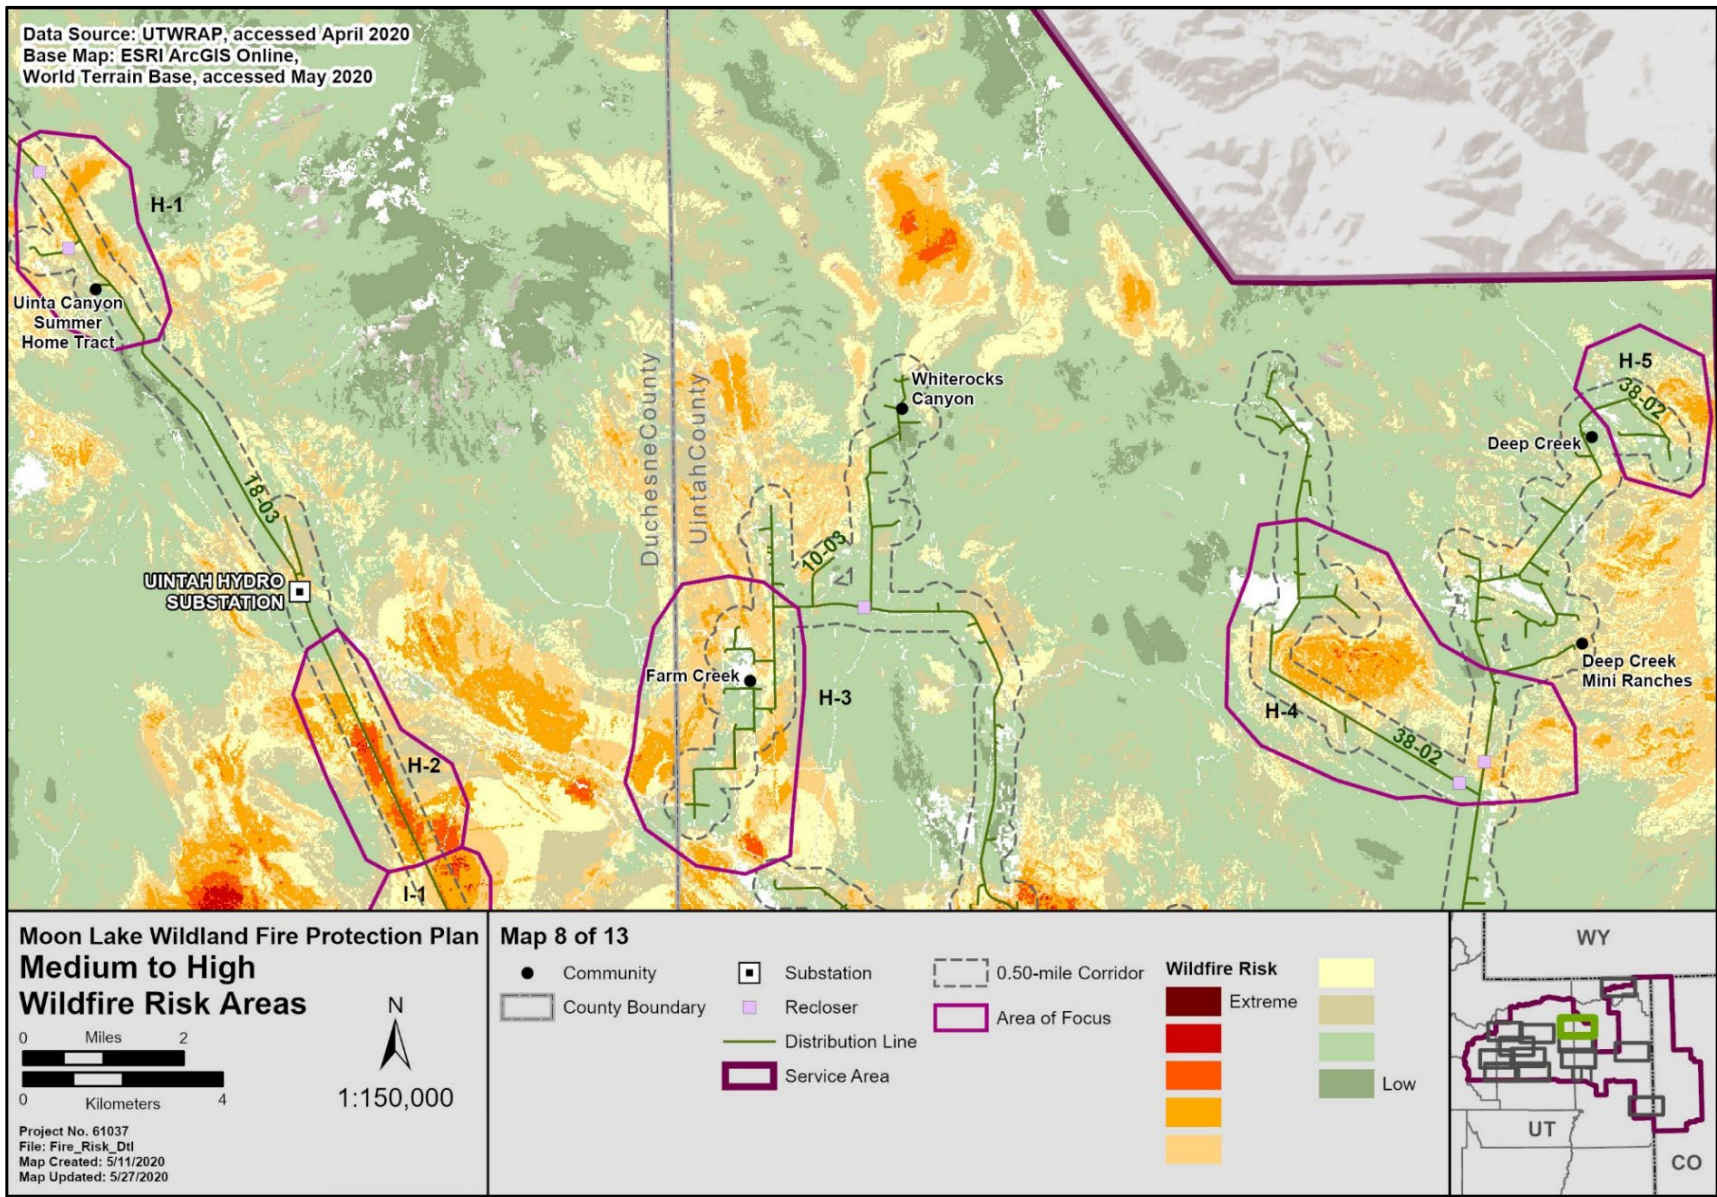 Data Source: UTWRAP, accessed April 2020
Base Map: ESRI ArcGIS Online,
World Terrain Base, accessed May 2020
H-1
Uinta Canyon
Summer
Home Tract
18-03
UINTAH HYDRO
SUBSTATION
H-2
I-1
DuchesneCounty
UintahCounty
Whiterocks
Canyon
10-03
Farm Creek
H-3
H-5
38-02
Deep Creek
Deep Creek
Mini Ranches
H-4
38-02
Moon Lake Wildland Fire Protection Plan
Medium to High
Wildfire Risk Areas
0 Miles 2
0 Kilometers 4
N
1:150,000
Project No. 61037
File: Fire_Risk_Dtl
Map Created: 5/11/2020
Map Updated: 5/27/2020
Map 8 of 13
Community
County Boundary
Substation
Recloser
Distribution Line
Service Area
0.50-mile Corridor
Area of Focus
Wildfire Risk
Extreme
Low
WY
UT
CO